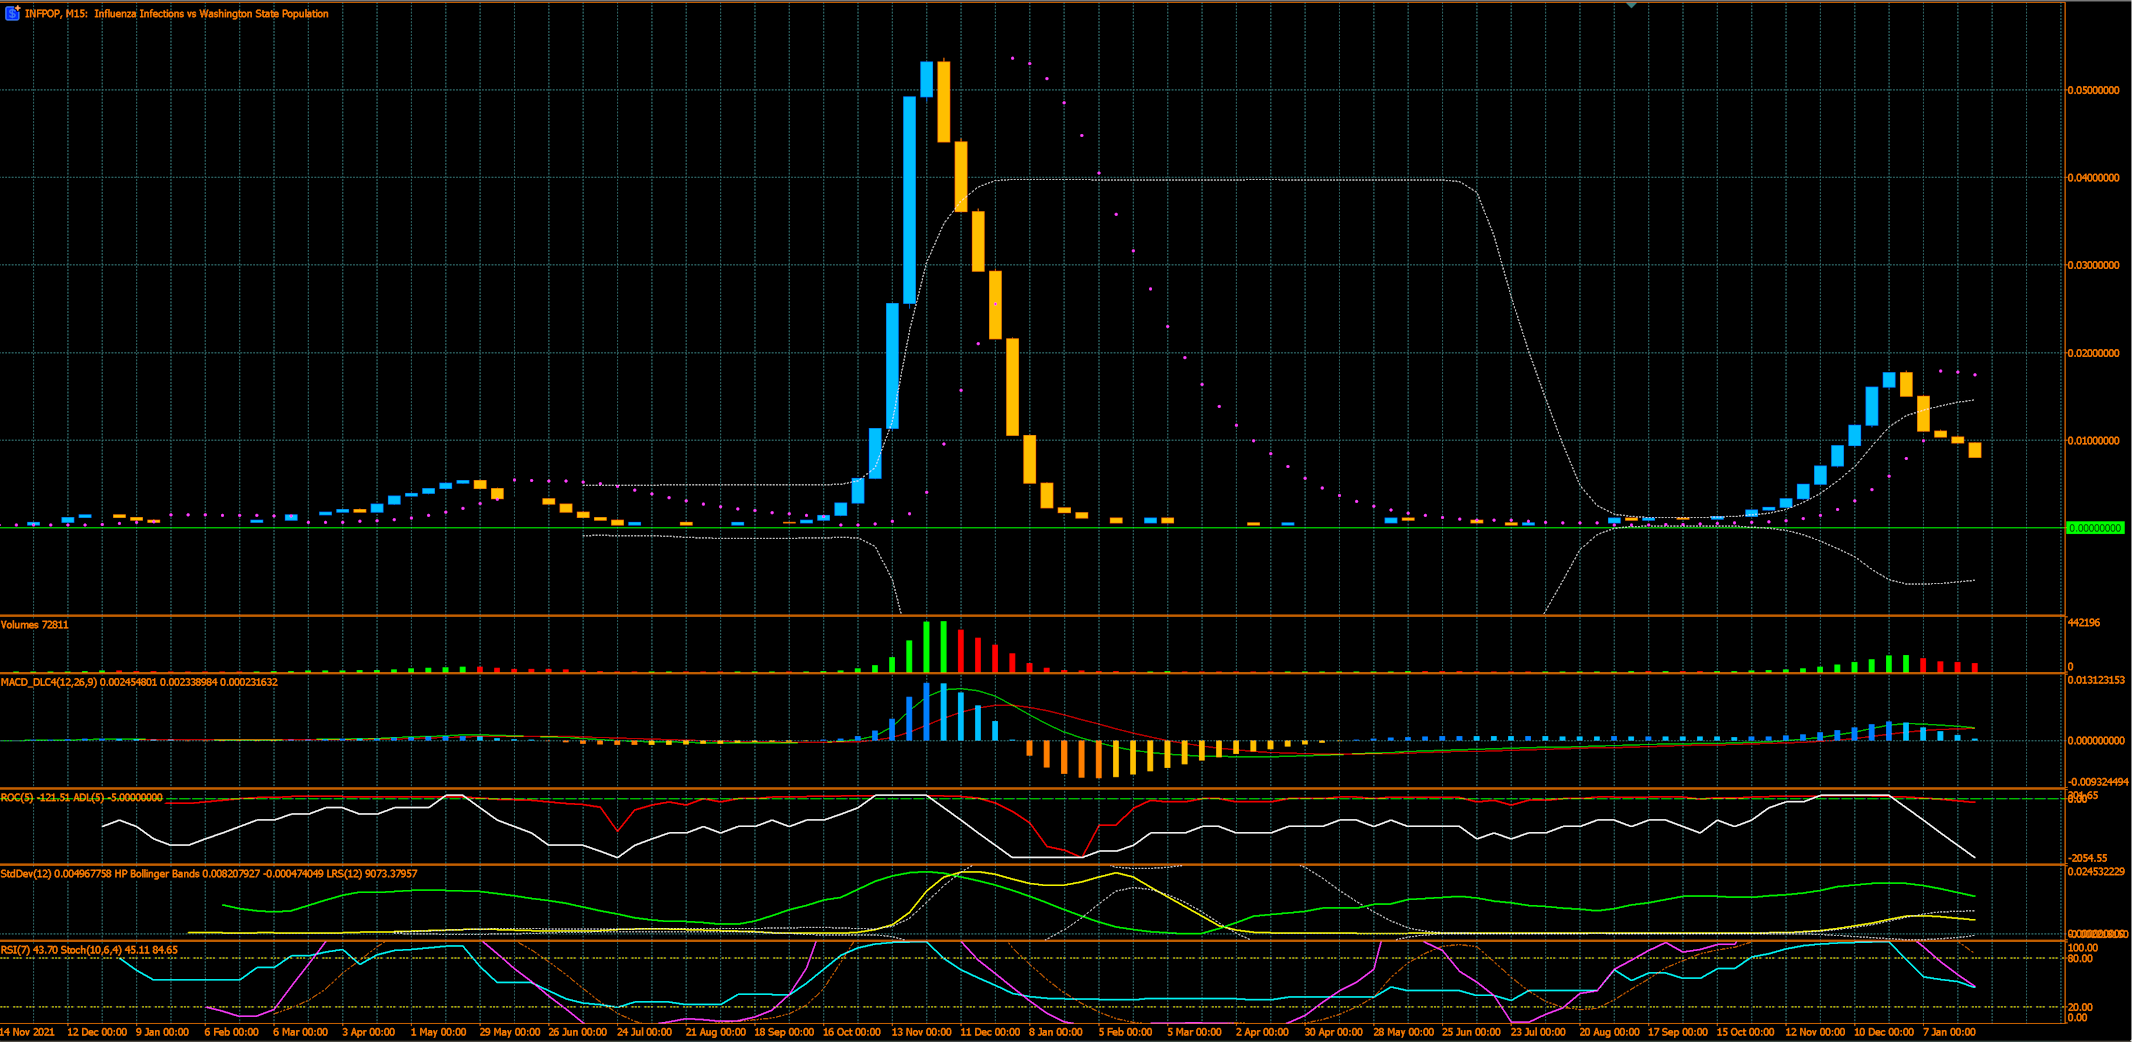 INFPOP, M15: Influenza Infections vs Washington State Population
0.05000000
0.04000000
0.03000000
0.02000000
0.01000000
0.00000000
Volumes 72811
442196
0
MACD_DLC4(12,26,9) 0.002454801 0.002338984 0.000231632
0.013123153
0.000000000
-0.009324494
ROC(5) -121.51 ADL(5) -5.00000000
0.00
-2054.55
StdDev(12) 0.004967758 HP Bollinger Bands 0.008207927 -0.000474049 LRS(12) 9073.37957
0.024532229
RSI(7) 43.70 Stoch(10,6,4) 45.11 84.65
100.00
80.00
20.00
0.00
14 Nov 2021 12 Dec 00:00 9 Jan 00:00 6 Feb 00:00 6 Mar 00:00 3 Apr 00:00 1 May 00:00 29 May 00:00 26 Jun 00:00 24 Jul 00:00 21 Aug 00:00 18 Sep 00:00 16 Oct 00:00 13 Nov 00:00 11 Dec 00:00 8 Jan 00:00 5 Feb 00:00 5 Mar 00:00 2 Apr 00:00 30 Apr 00:00 28 May 00:00 25 Jun 00:00 23 Jul 00:00 20 Aug 00:00 17 Sep 00:00 15 Oct 00:00 12 Nov 00:00 10 Dec 00:00 7 Jan 00:00